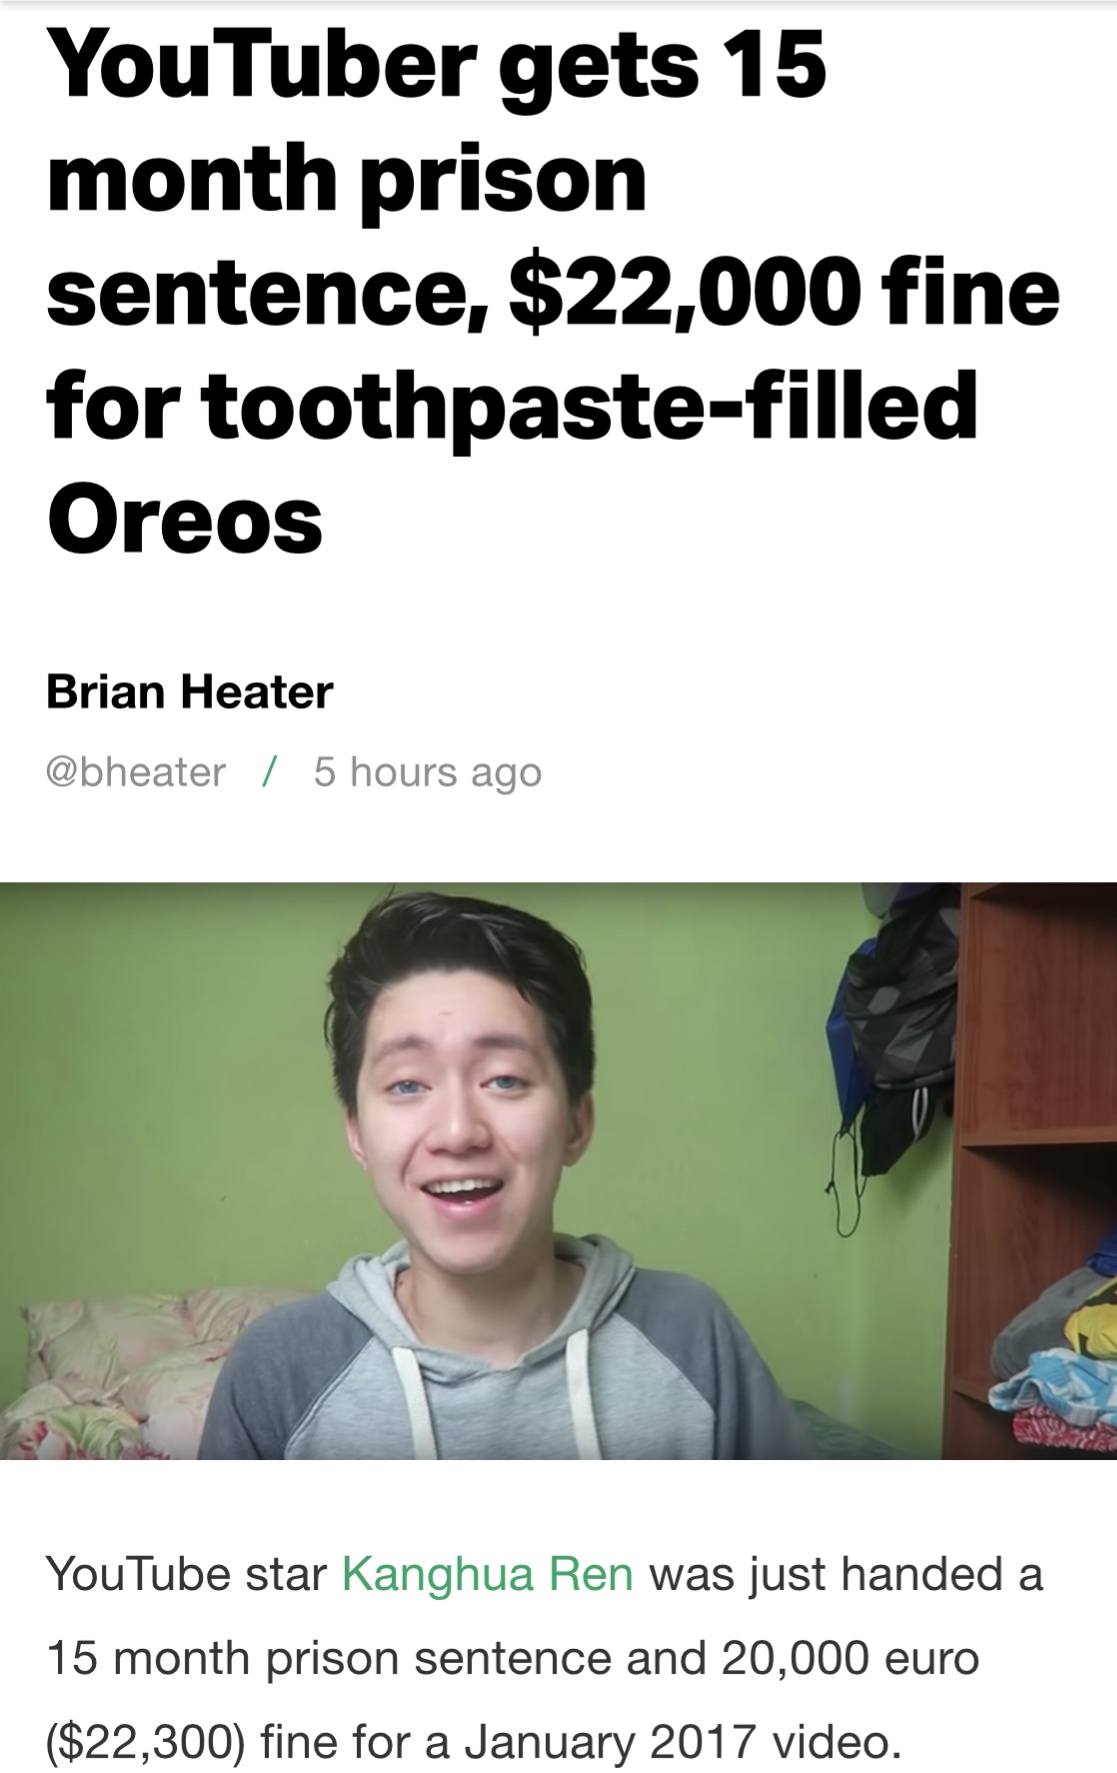 YouTuber gets 15
month prison
sentence, $22,000 fine
for toothpaste-filled
Oreos
Brian Heater
@bheater / 5 hours ago
YouTube star Kanghua Ren was just handed a
15 month prison sentence and 20,000 euro
($22,300) fine for a January 2017 video.